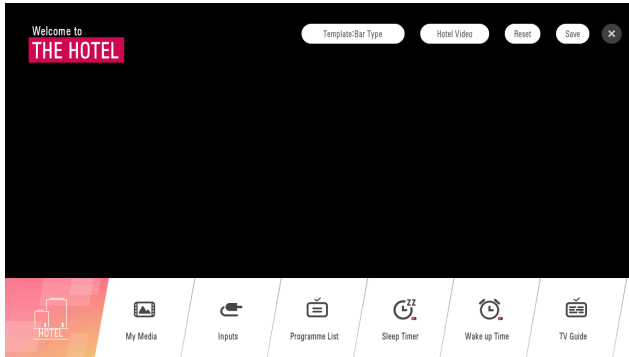 Welcome to
THE HOTEL
Template:Bar Type
Hotel Video
Reset
Save
HOTEL
My Media
Inputs
Programme List
Sleep Timer
Wake up Time
TV Guide